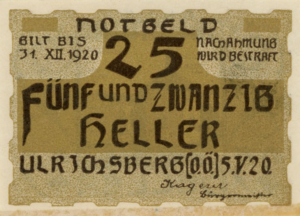 NOTGELD
GILT BIS 31. XII. 1920
25
NACHAHMUNG WIRD BESTRAFT
FÜNF UND ZWANZIG
HELLER
ULRICHSBERG (O.Ö.) 5.V.20.
Bürgermeister